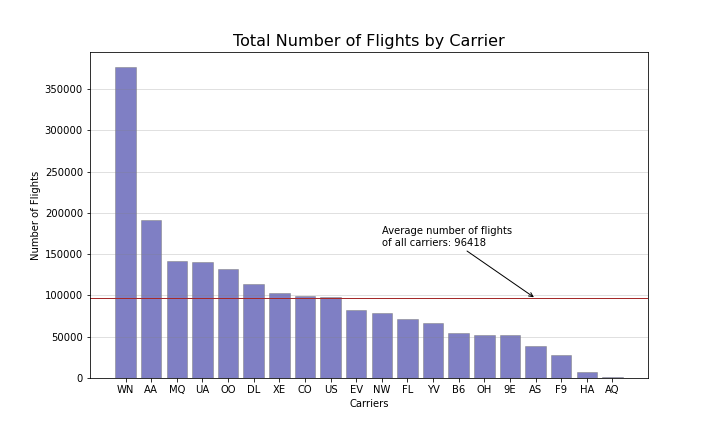 Total Number of Flights by Carrier
350000
300000
250000
200000
150000
100000
50000
0
Number of Flights
Average number of flights
of all carriers: 96418
WN AA MQ UA OO DL XE CO US EV NW FL YV B6 OH 9E AS F9 HA AQ
Carriers